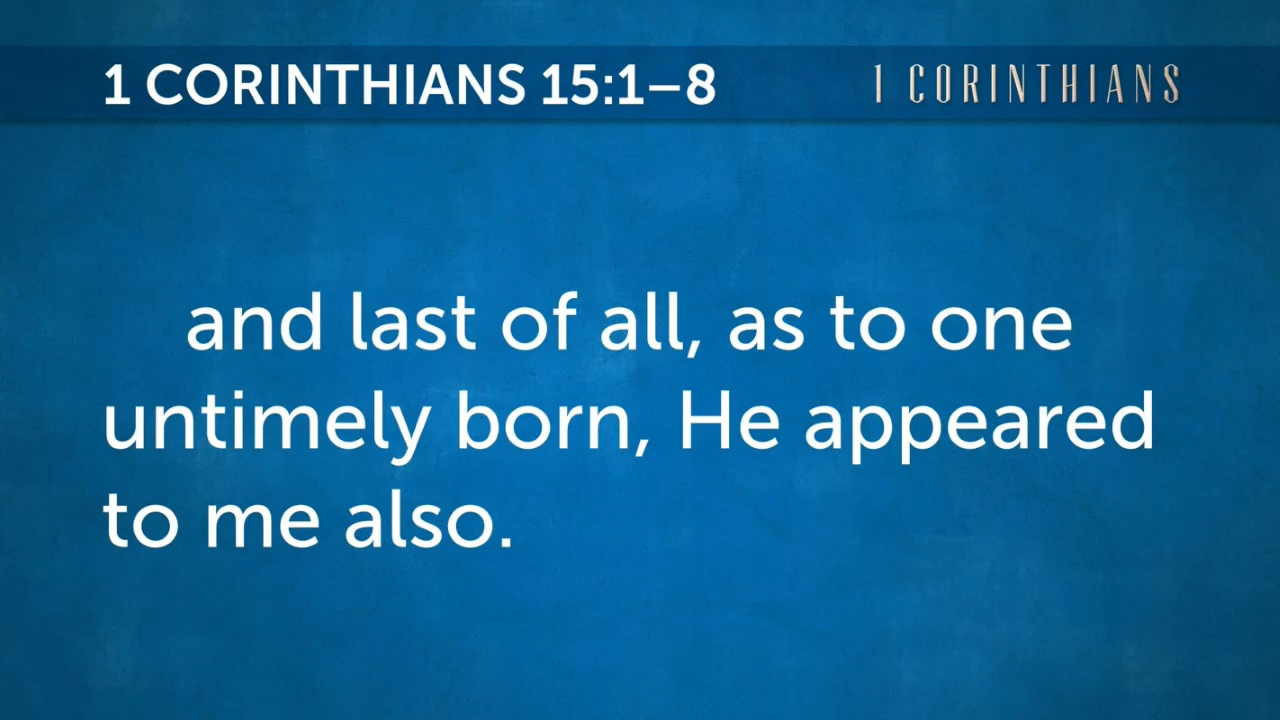 1 CORINTHIANS 15:1–8
1 CORINTHIANS
and last of all, as to one
untimely born, He appeared
to me also.